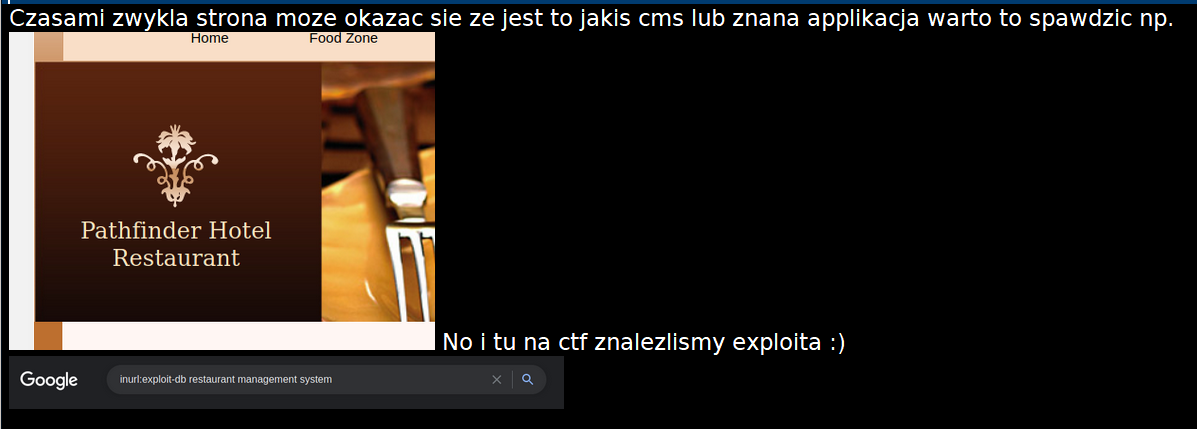 Czasami zwykla strona moze okazac sie ze jest to jakis cms lub znana applikacja warto to spawdzic np.
Home Food Zone
Pathfinder Hotel
Restaurant
No i tu na ctf znalezlismy exploita :)
Google inurl:exploit-db restaurant management system